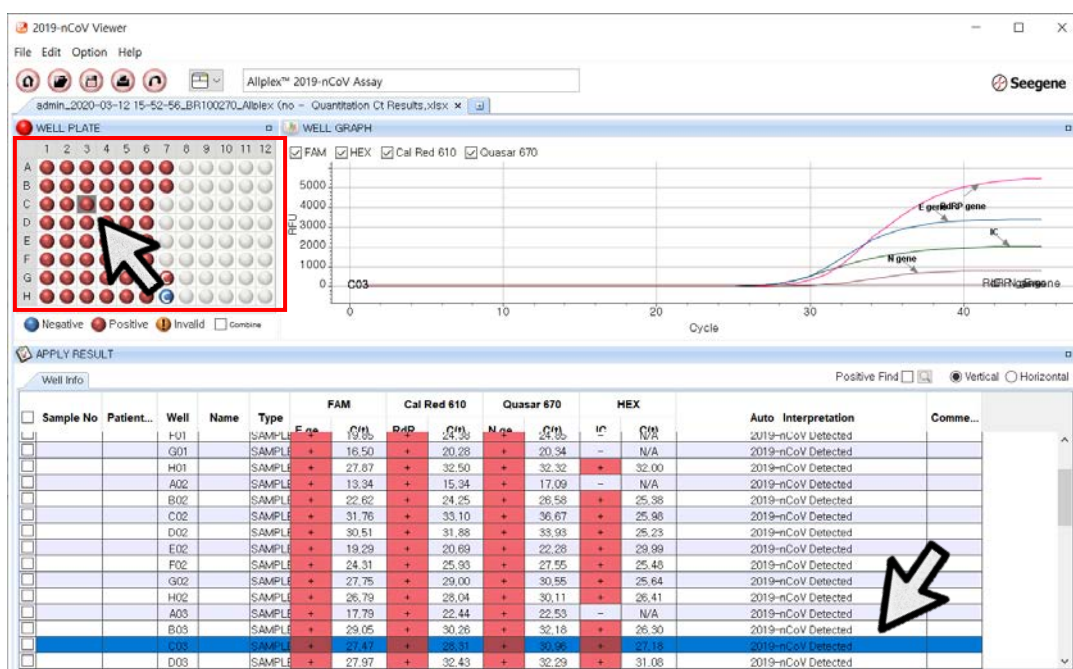 2019-nCoV Viewer
File Edit Option Help
Allplex™ 2019-nCoV Assay
Seegene
admin_2020-03-12 15-52-56_BR100270_Allplex (no - Quantitation Ct Results.xlsx ×
WELL PLATE
WELL GRAPH
1 2 3 4 5 6 7 8 9 10 11 12
A
B
C
D
E
F
G
H
C
Negative Positive Invalid Combine
FAM HEX Cal Red 610 Quasar 670
5000
4000
3000
2000
1000
0
RFU
E gene RdRP gene
IC
N gene
C03
0 10 20 30 40
Cycle
APPLY RESULT
Well Info
Positive Find Vertical Horizontal
FAM Cal Red 610 Quasar 670 HEX
Sample No Patient... Well Name Type E ge... C(t) RdR... C(t) N ge... C(t) IC C(t) Auto Interpretation Comme...
F01 SAMPLE + 19.65 + 24.38 + 24.65 - N/A 2019-nCoV Detected
G01 SAMPLE + 16.50 + 20.28 + 20.34 - N/A 2019-nCoV Detected
H01 SAMPLE + 27.87 + 32.50 + 32.32 + 32.00 2019-nCoV Detected
A02 SAMPLE + 13.34 + 15.34 + 17.09 - N/A 2019-nCoV Detected
B02 SAMPLE + 22.62 + 24.25 + 26.58 + 25.38 2019-nCoV Detected
C02 SAMPLE + 31.76 + 33.10 + 36.67 + 25.98 2019-nCoV Detected
D02 SAMPLE + 30.51 + 31.88 + 33.93 + 25.23 2019-nCoV Detected
E02 SAMPLE + 19.29 + 20.69 + 22.28 + 29.99 2019-nCoV Detected
F02 SAMPLE + 24.31 + 25.93 + 27.55 + 25.48 2019-nCoV Detected
G02 SAMPLE + 27.75 + 29.00 + 30.55 + 25.64 2019-nCoV Detected
H02 SAMPLE + 26.79 + 28.04 + 30.11 + 26.41 2019-nCoV Detected
A03 SAMPLE + 17.79 + 22.44 + 22.53 - N/A 2019-nCoV Detected
B03 SAMPLE + 29.05 + 30.26 + 32.18 + 26.30 2019-nCoV Detected
C03 SAMPLE + 27.47 + 28.31 + 30.96 + 27.18 2019-nCoV Detected
D03 SAMPLE + 27.97 + 32.43 + 32.29 + 31.08 2019-nCoV Detected